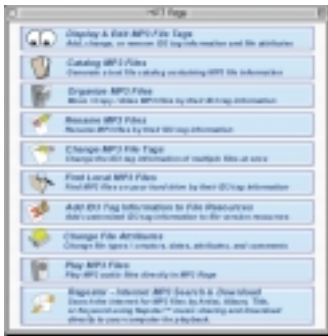 MP3 Rage
Display & Edit MP3 File Tags
Add, change, or remove ID3 tag information and file attributes
Catalog MP3 Files
Generate a text file catalog containing MP3 file information
Organize MP3 Files
Move / Copy / Alias MP3 files by their ID3 tag information
Rename MP3 Files
Rename MP3 files by their ID3 tag information
Change MP3 File Tags
Change the ID3 tag information of multiple files at once
Find Local MP3 Files
Find MP3 files on your hard drive by their ID3 tag information
Add ID3 Tag Information to File Resources
Add customized ID3 tag information to file version resources
Change File Attributes
Change file types / creators, dates, attributes, and comments
Play MP3 Files
Play MP3 audio files directly in MP3 Rage
- Internet MP3 Search & Download
Search the Internet for MP3 files by Artist, Album, Title,
or Keyword using music sharing and download
directly to your computer for playback.